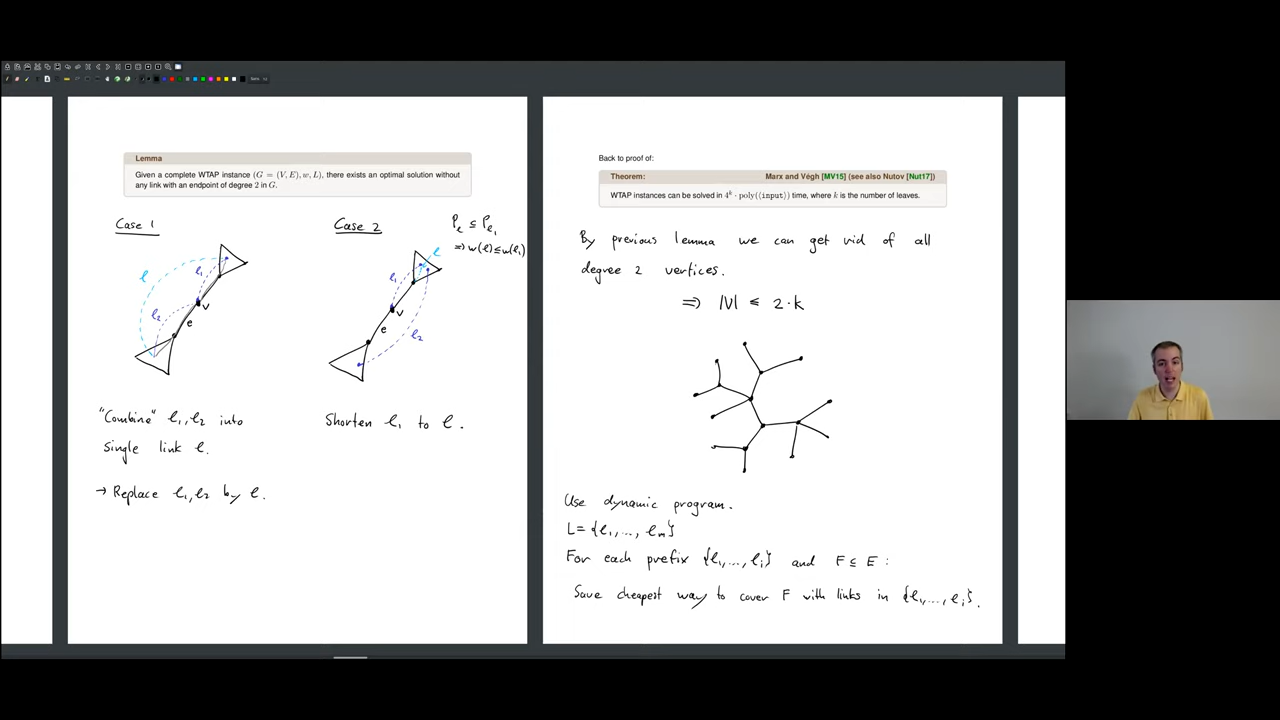 Lemma
Given a complete WTAP instance (G = (V, E), w, L), there exists an optimal solution without
any link with an endpoint of degree 2 in G.
Case 1
Case 2
P_ℓ ⊆ P_ℓ₁
⇒ w(ℓ) ≤ w(ℓ₁)
ℓ
ℓ₁
ℓ₂
v
e
ℓ
ℓ₁
v
e
ℓ₂
"Combine" ℓ₁, ℓ₂ into
single link ℓ.
→ Replace ℓ₁, ℓ₂ by ℓ.
Shorten ℓ₁ to ℓ.
Back to proof of:
Theorem: Marx and Végh [MV15] (see also Nutov [Nut17])
WTAP instances can be solved in 4^k · poly(⟨input⟩) time, where k is the number of leaves.
By previous lemma we can get rid of all
degree 2 vertices.
⇒ |V| ≤ 2·k
Use dynamic program.
L = {ℓ₁, ..., ℓₘ}
For each prefix {ℓ₁, ..., ℓᵢ} and F ⊆ E :
Save cheapest way to cover F with links in {ℓ₁, ..., ℓᵢ}.